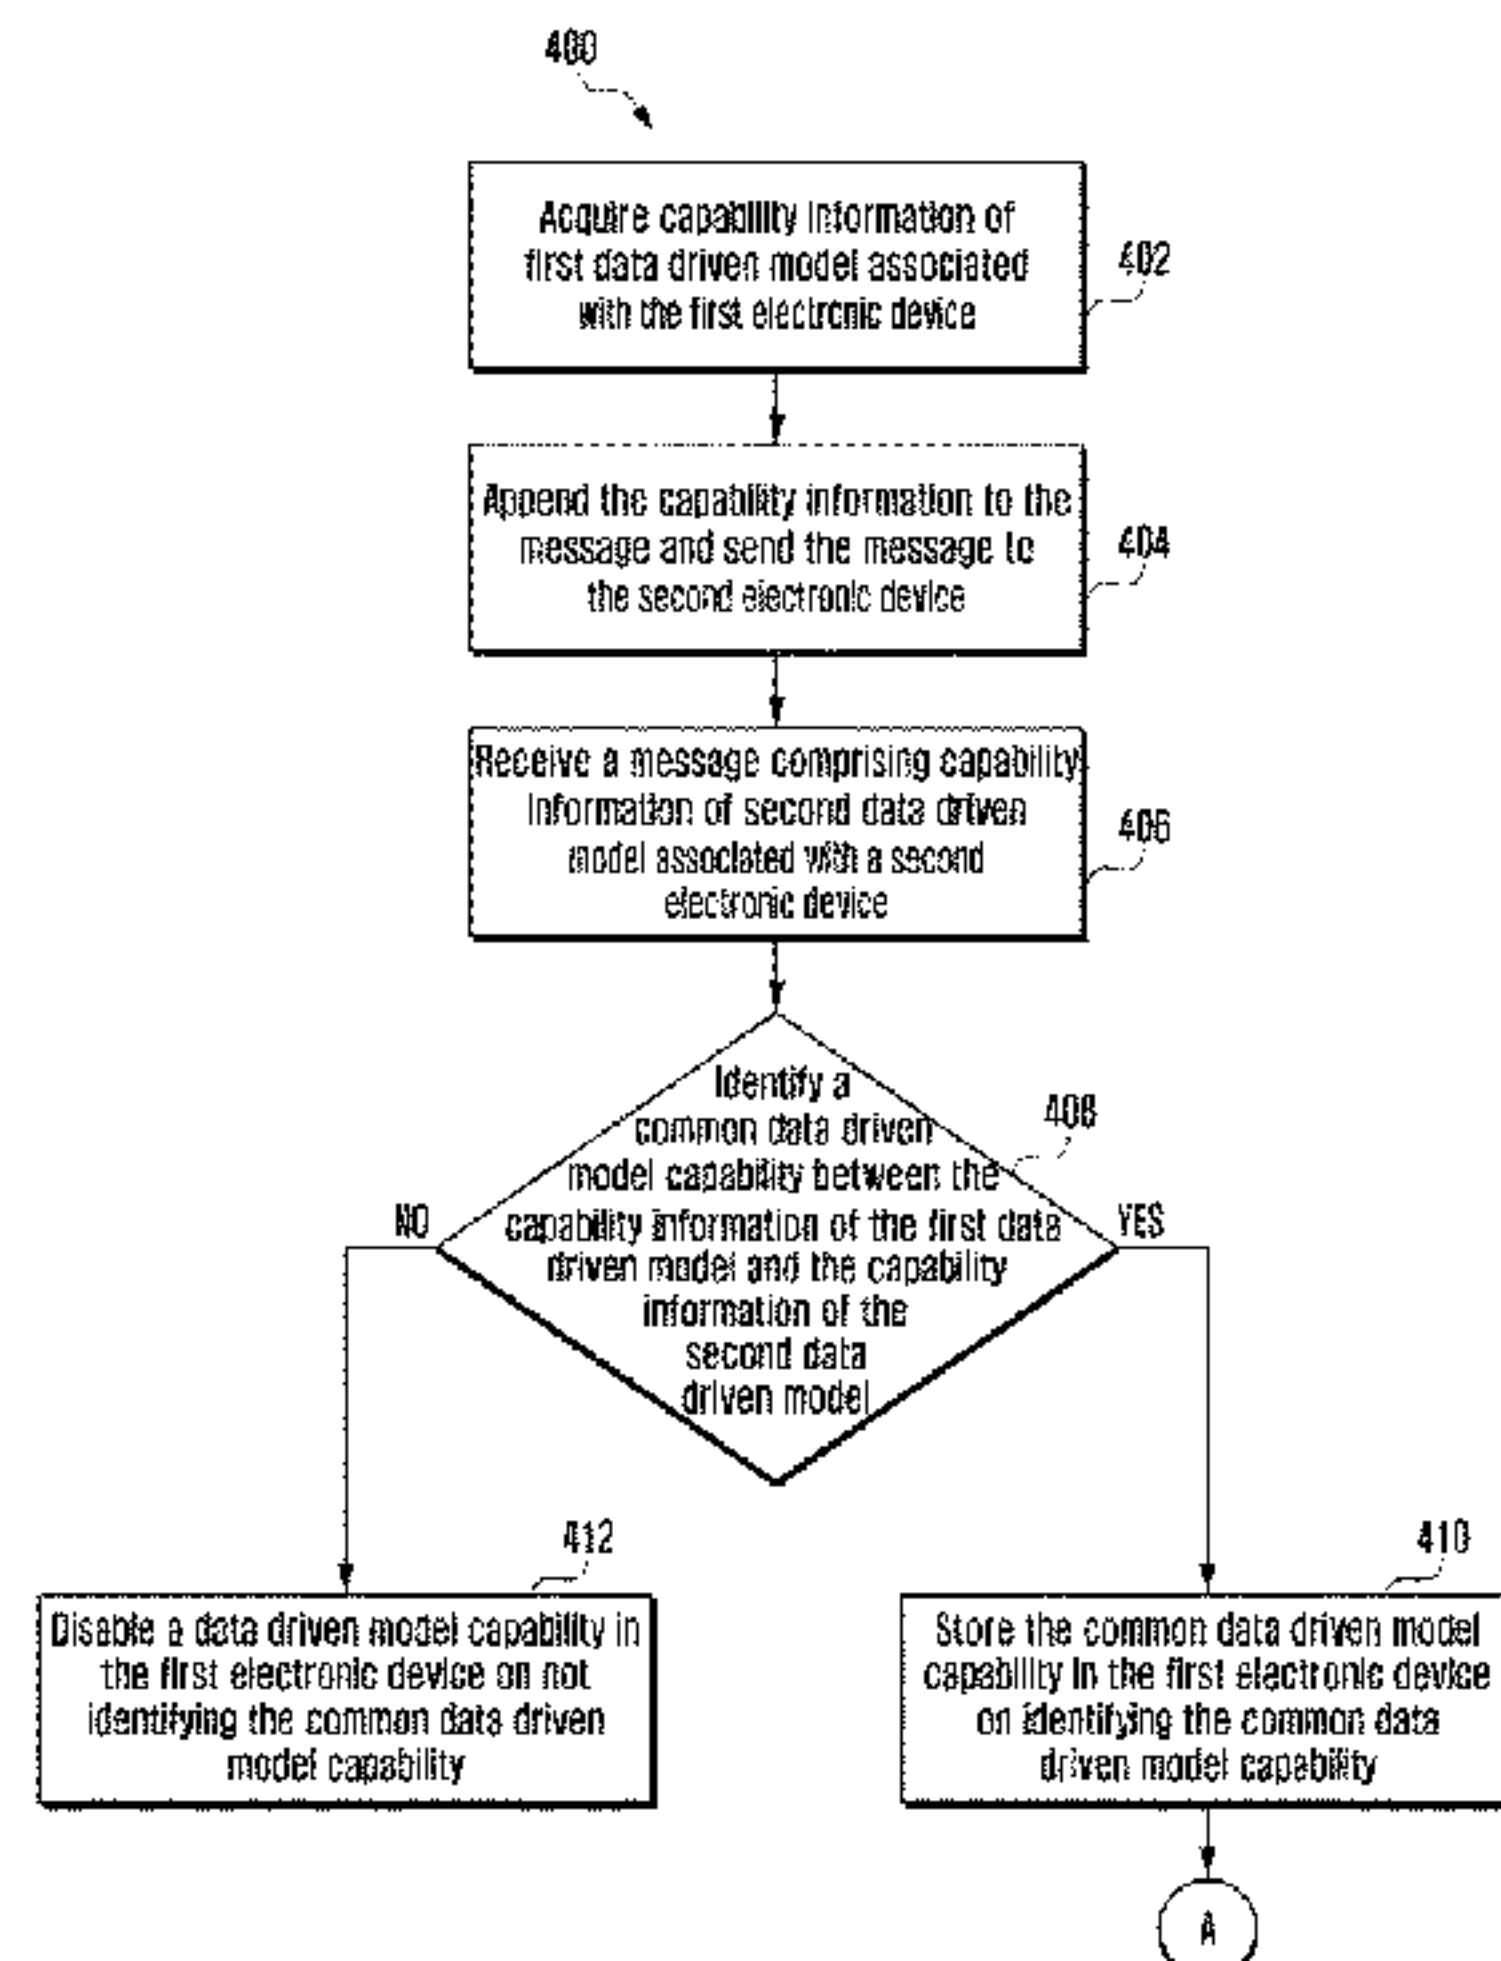 400
Acquire capability information of
first data driven model associated
with the first electronic device
402
Append the capability information to the
message and send the message to
the second electronic device
404
Receive a message comprising capability
information of second data driven
model associated with a second
electronic device
406
Identify a
common data driven
model capability between the
capability information of the first data
driven model and the capability
information of the
second data
driven model
408
NO
YES
412
Disable a data driven model capability in
the first electronic device on not
identifying the common data driven
model capability
410
Store the common data driven model
capability in the first electronic device
on identifying the common data
driven model capability
A